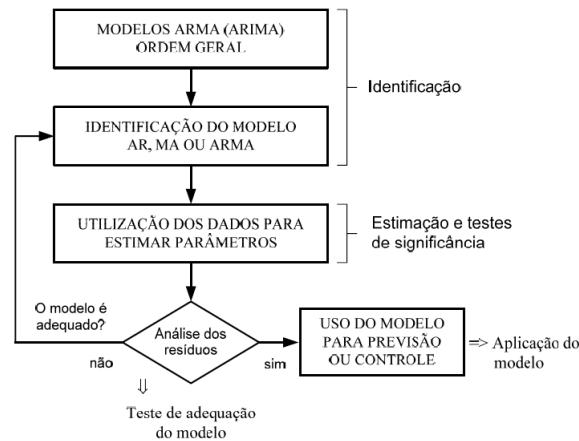 MODELOS ARMA (ARIMA)
ORDEM GERAL
Identificação
IDENTIFICAÇÃO DO MODELO
AR, MA OU ARMA
UTILIZAÇÃO DOS DADOS PARA
ESTIMAR PARÂMETROS
Estimação e testes
de significância
O modelo é
adequado?
Análise dos
resíduos
não
sim
USO DO MODELO
PARA PREVISÃO
OU CONTROLE
=> Aplicação do
modelo
⇓
Teste de adequação
do modelo